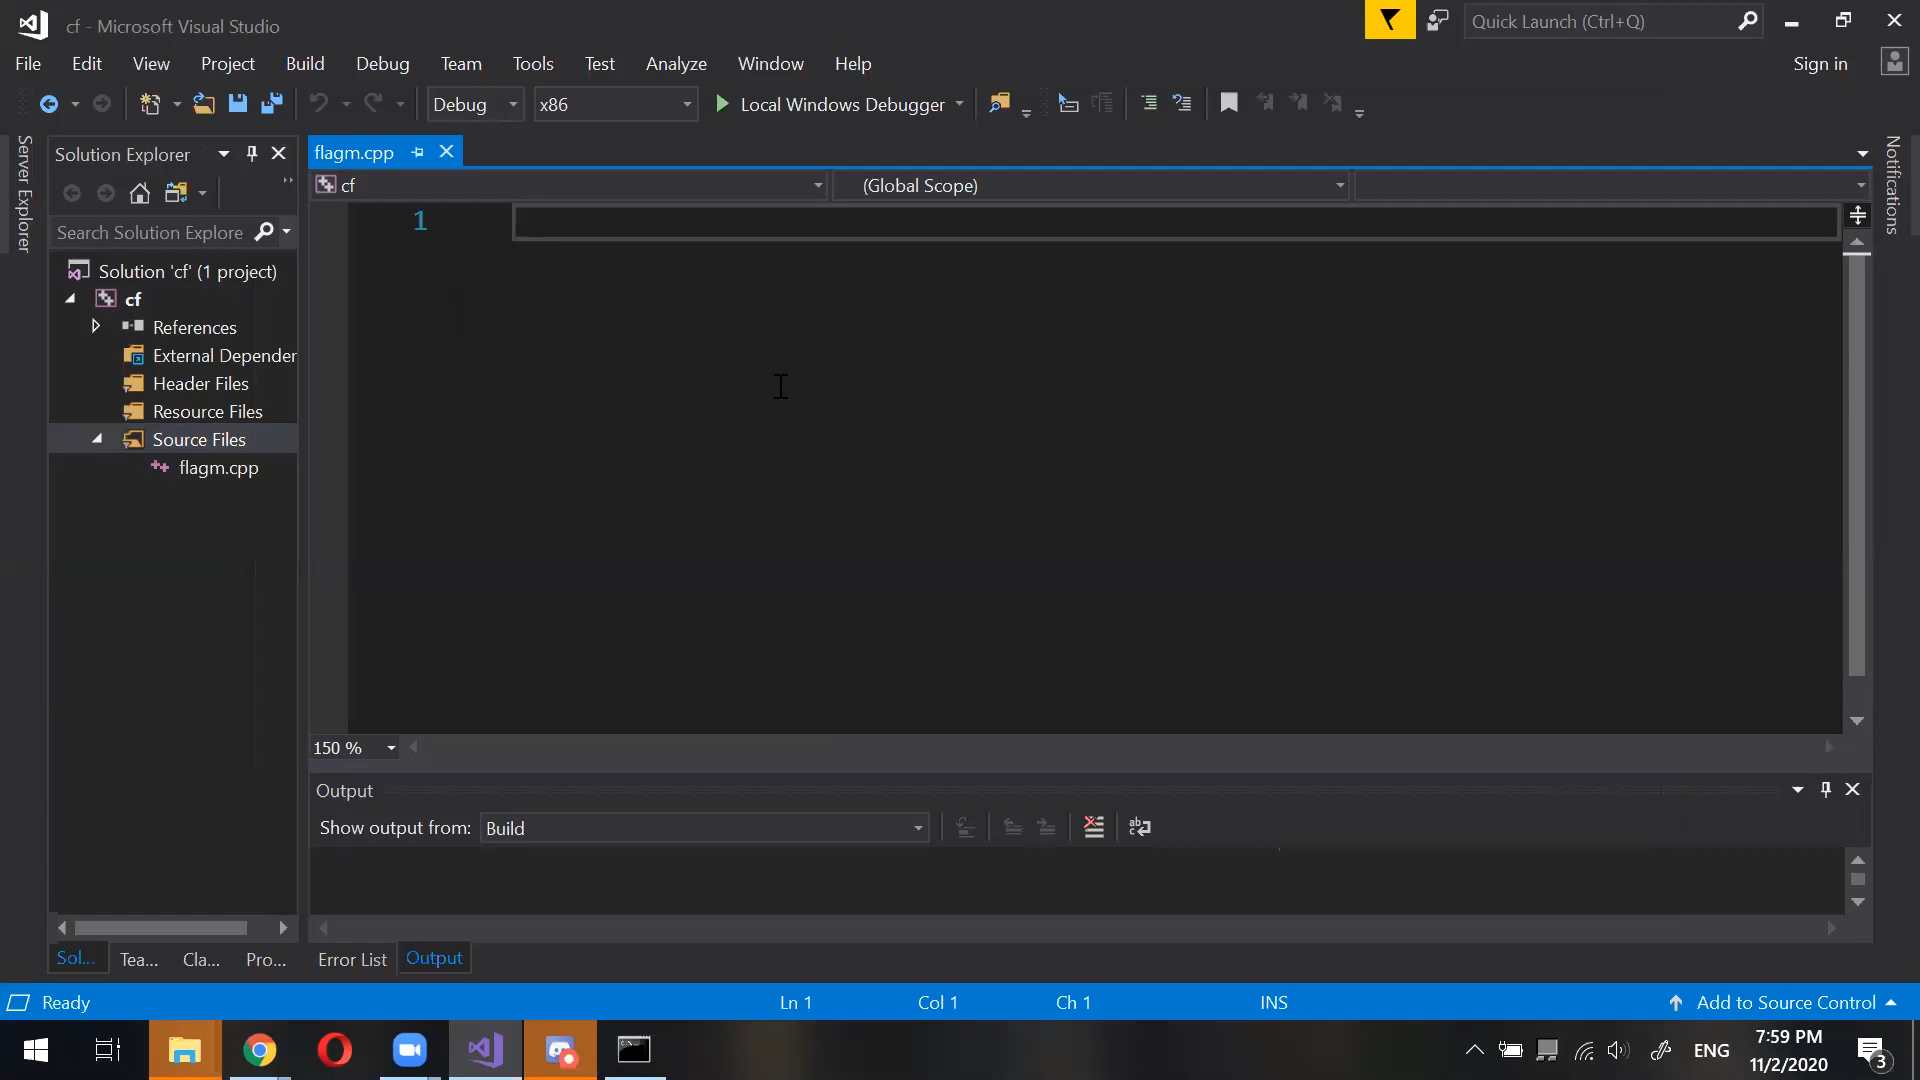 cf - Microsoft Visual Studio
Quick Launch (Ctrl+Q)
File Edit View Project Build Debug Team Tools Test Analyze Window Help
Sign in
Debug x86 Local Windows Debugger
Server Explorer
Solution Explorer
Search Solution Explore
Solution 'cf' (1 project)
cf
References
External Depender
Header Files
Resource Files
Source Files
flagm.cpp
Sol... Tea... Cla... Pro...
flagm.cpp
cf (Global Scope)
1
150 %
Output
Show output from: Build
Error List Output
Notifications
Ready Ln 1 Col 1 Ch 1 INS Add to Source Control
ENG
7:59 PM
11/2/2020
3